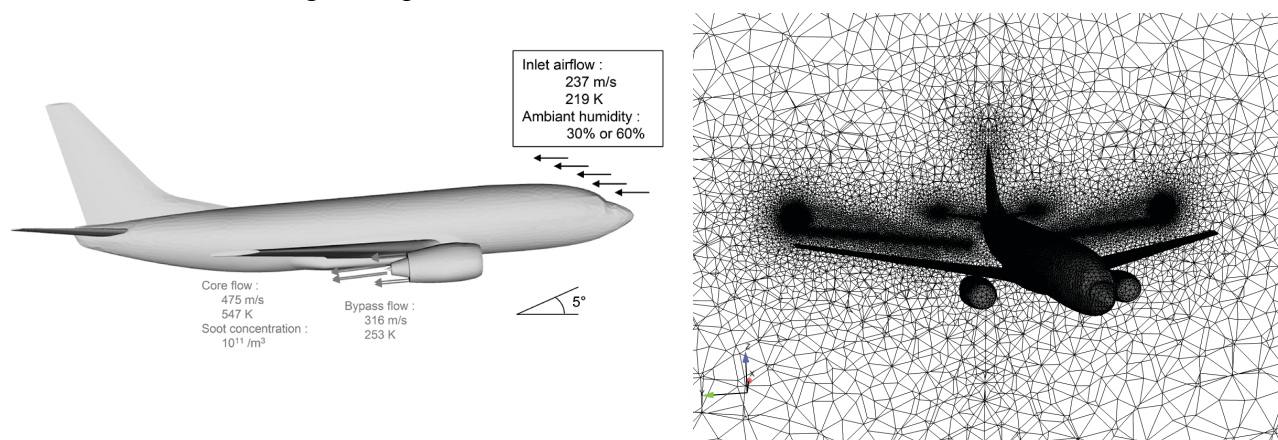 Inlet airflow :
237 m/s
219 K
Ambiant humidity :
30% or 60%
Core flow :
475 m/s
547 K
Soot concentration :
10¹¹ /m³
Bypass flow :
316 m/s
253 K
5°